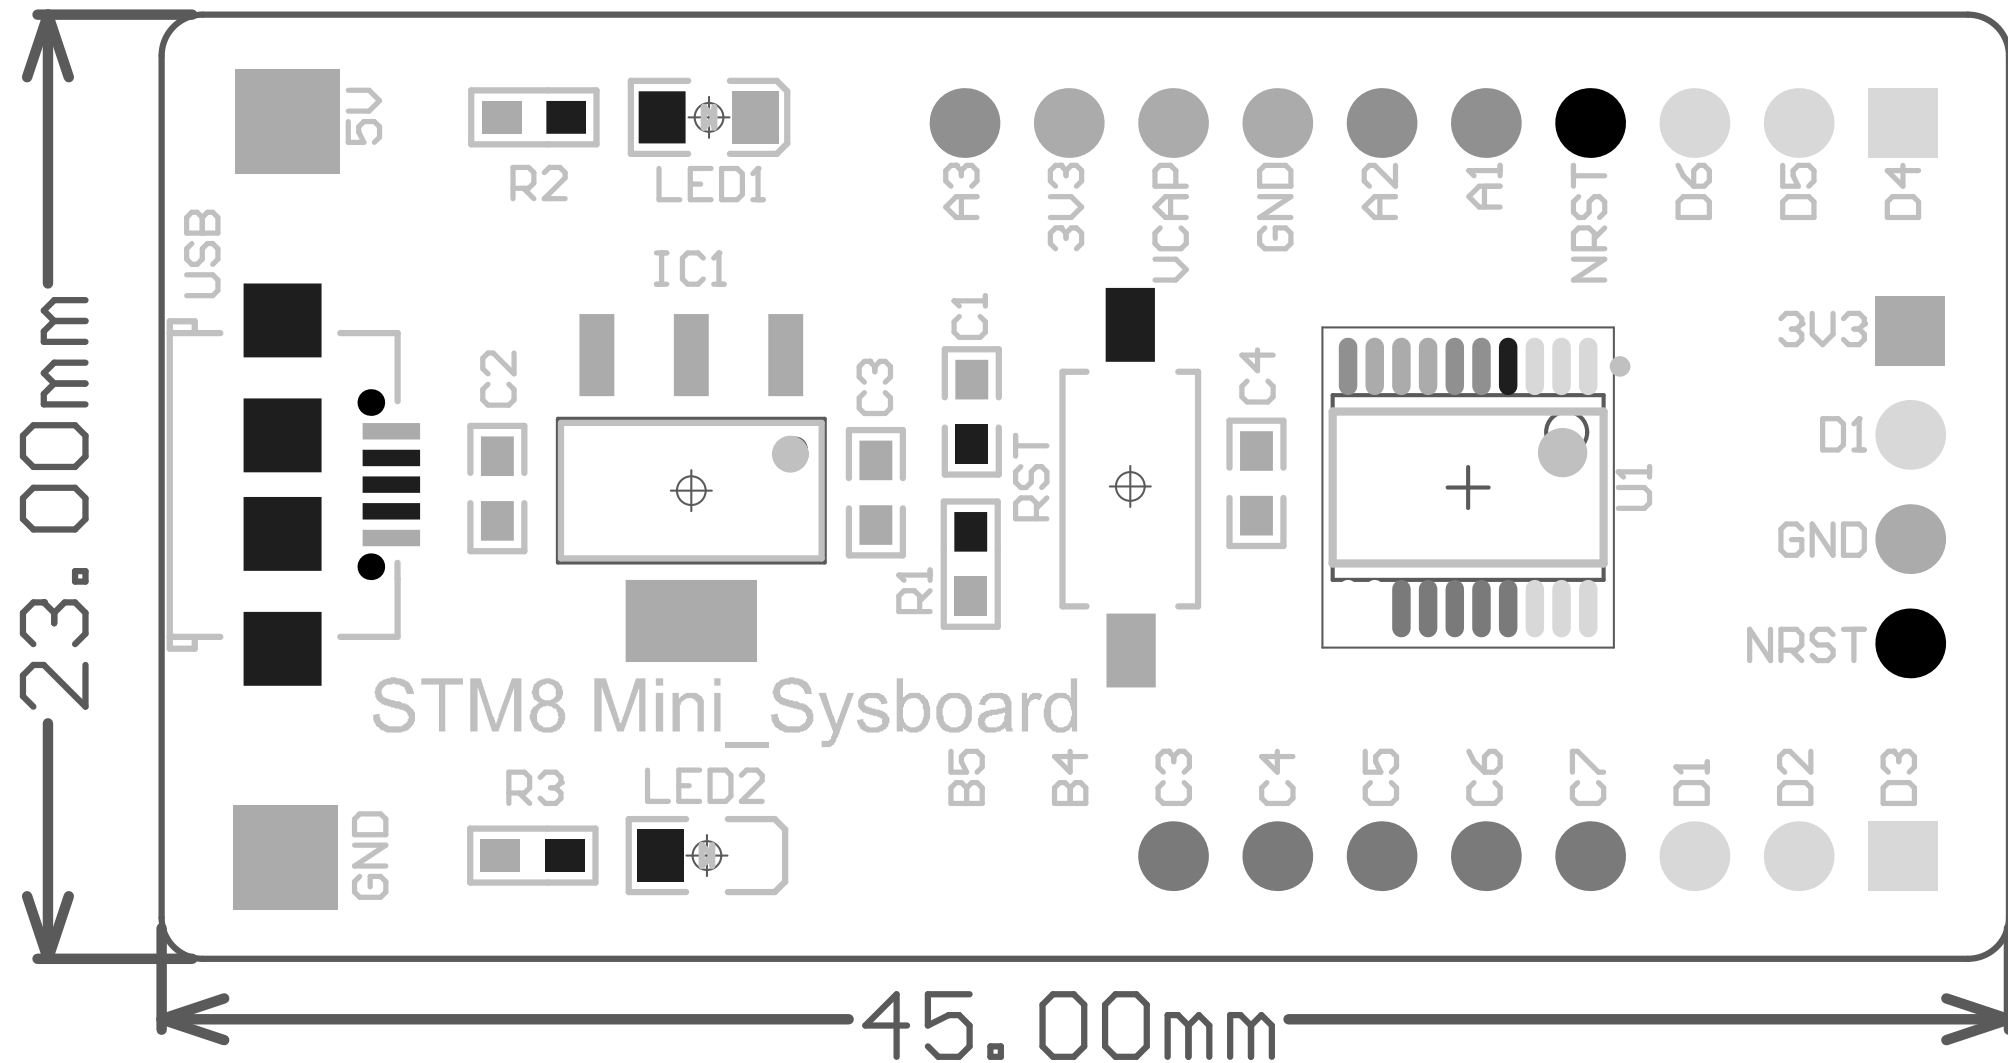 5V
R2
LED1
A3
3V3
VCAP
GND
A2
A1
NRST
D6
D5
D4
USB
IC1
C1
3V3
C2
C3
C4
D1
RST
U1
GND
R1
NRST
23.00mm
STM8 Mini_Sysboard
B5
B4
C3
C4
C5
C6
C7
D1
D2
D3
R3
LED2
GND
45.00mm